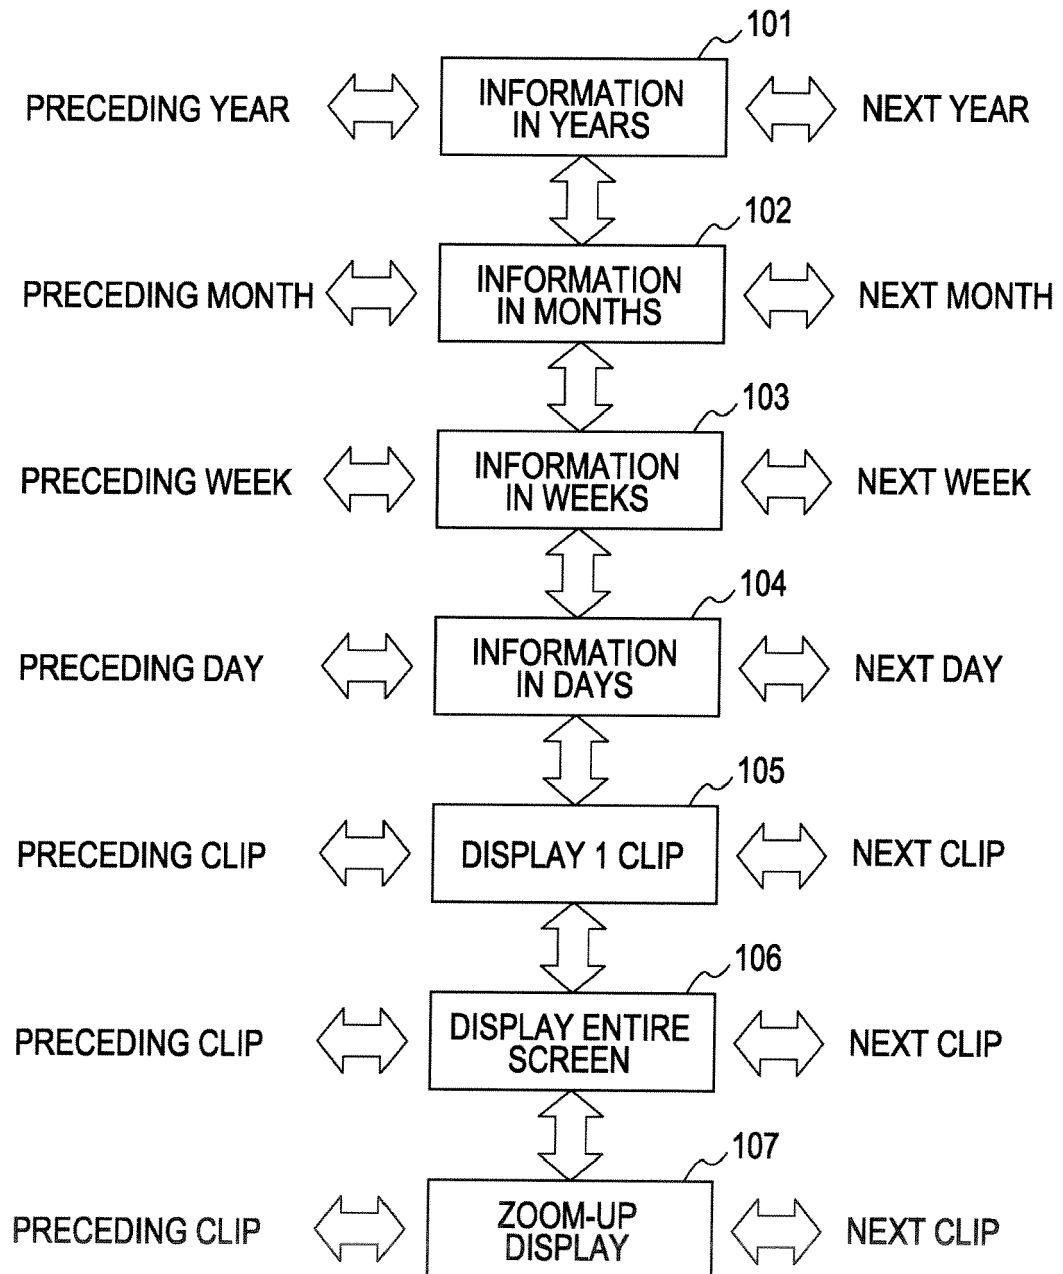 101
PRECEDING YEAR
INFORMATION
IN YEARS
NEXT YEAR
102
PRECEDING MONTH
INFORMATION
IN MONTHS
NEXT MONTH
103
PRECEDING WEEK
INFORMATION
IN WEEKS
NEXT WEEK
104
PRECEDING DAY
INFORMATION
IN DAYS
NEXT DAY
105
PRECEDING CLIP
DISPLAY 1 CLIP
NEXT CLIP
106
PRECEDING CLIP
DISPLAY ENTIRE
SCREEN
NEXT CLIP
107
PRECEDING CLIP
ZOOM-UP
DISPLAY
NEXT CLIP